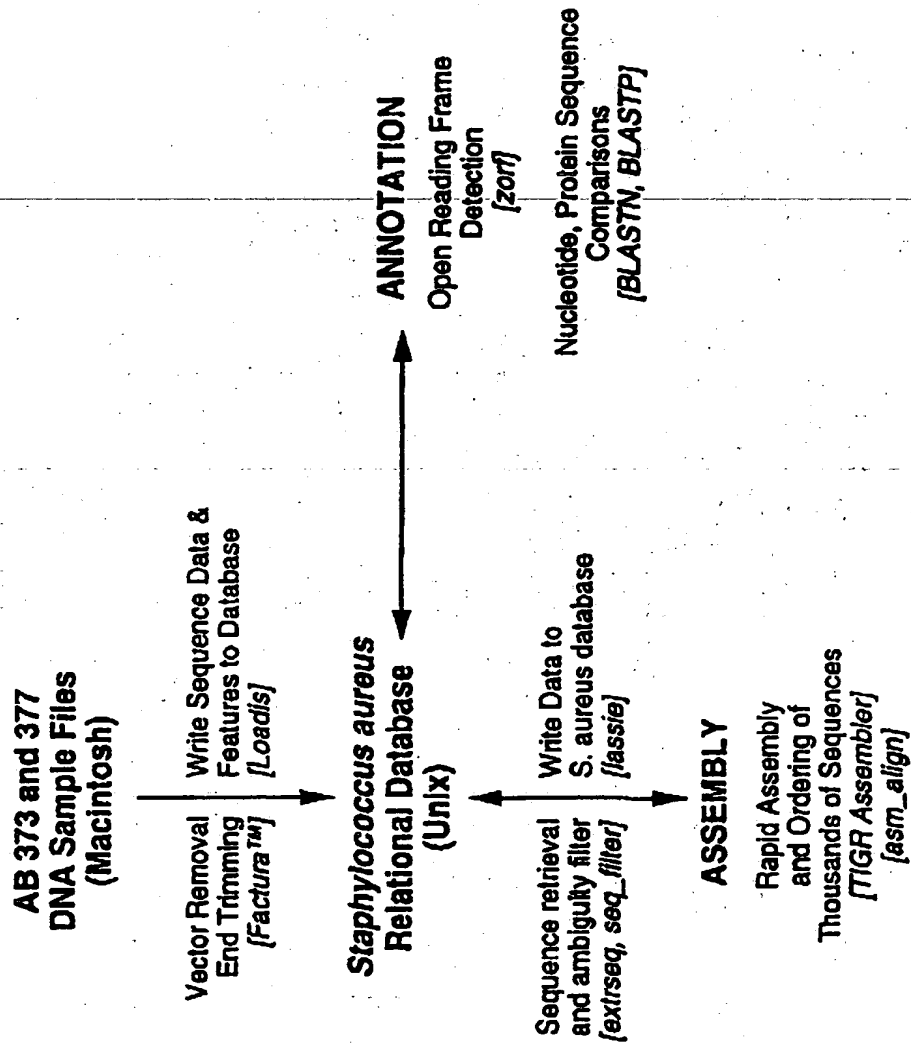 AB 373 and 377
DNA Sample Files
(Macintosh)
Vector Removal
End Trimming
[Factura™]
Write Sequence Data &
Features to Database
[Loadis]
Staphylococcus aureus
Relational Database
(Unix)
ANNOTATION
Open Reading Frame
Detection
[zorf]
Nucleotide, Protein Sequence
Comparisons
[BLASTN, BLASTP]
Sequence retrieval
and ambiguity filter
[extrseq, seq_filter]
Write Data to
S. aureus database
[lassie]
ASSEMBLY
Rapid Assembly
and Ordering of
Thousands of Sequences
[TIGR Assembler]
[asm_align]